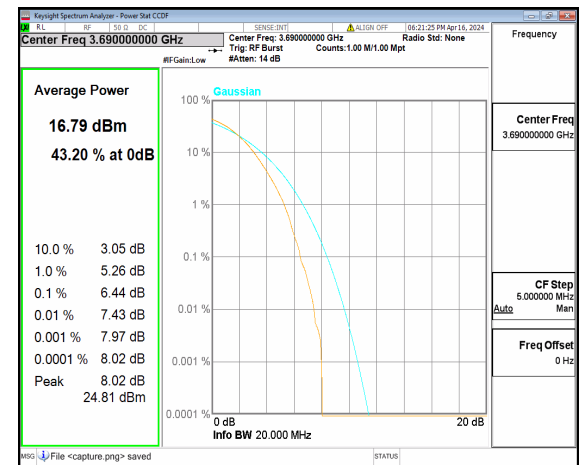 Keysight Spectrum Analyzer - Power Stat CCDF
RL RF 50 Ω DC SENSE:INT ALIGN OFF 06:21:25 PM Apr 16, 2024
Center Freq 3.690000000 GHz
Center Freq: 3.690000000 GHz Radio Std: None
Trig: RF Burst Counts:1.00 M/1.00 Mpt
#IFGain:Low #Atten: 14 dB
Frequency
Average Power
16.79 dBm
43.20 % at 0dB
10.0 % 3.05 dB
1.0 % 5.26 dB
0.1 % 6.44 dB
0.01 % 7.43 dB
0.001 % 7.97 dB
0.0001 % 8.02 dB
Peak 8.02 dB
24.81 dBm
Gaussian
100 %
10 %
1 %
0.1 %
0.01 %
0.001 %
0.0001 %
0 dB 20 dB
Info BW 20.000 MHz
Center Freq
3.690000000 GHz
CF Step
5.000000 MHz
Auto Man
Freq Offset
0 Hz
MSG File <capture.png> saved STATUS